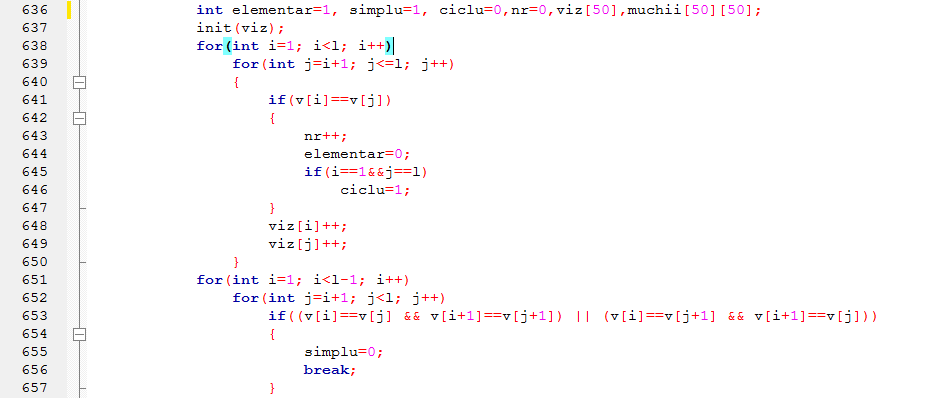 636 int elementar=1, simplu=1, ciclu=0,nr=0,viz[50],muchii[50][50];
637 init(viz);
638 for(int i=1; i<l; i++)
639 for(int j=i+1; j<=l; j++)
640 {
641 if(v[i]==v[j])
642 {
643 nr++;
644 elementar=0;
645 if(i==1&&j==l)
646 ciclu=1;
647 }
648 viz[i]++;
649 viz[j]++;
650 }
651 for(int i=1; i<l-1; i++)
652 for(int j=i+1; j<l; j++)
653 if((v[i]==v[j] && v[i+1]==v[j+1]) || (v[i]==v[j+1] && v[i+1]==v[j]))
654 {
655 simplu=0;
656 break;
657 }